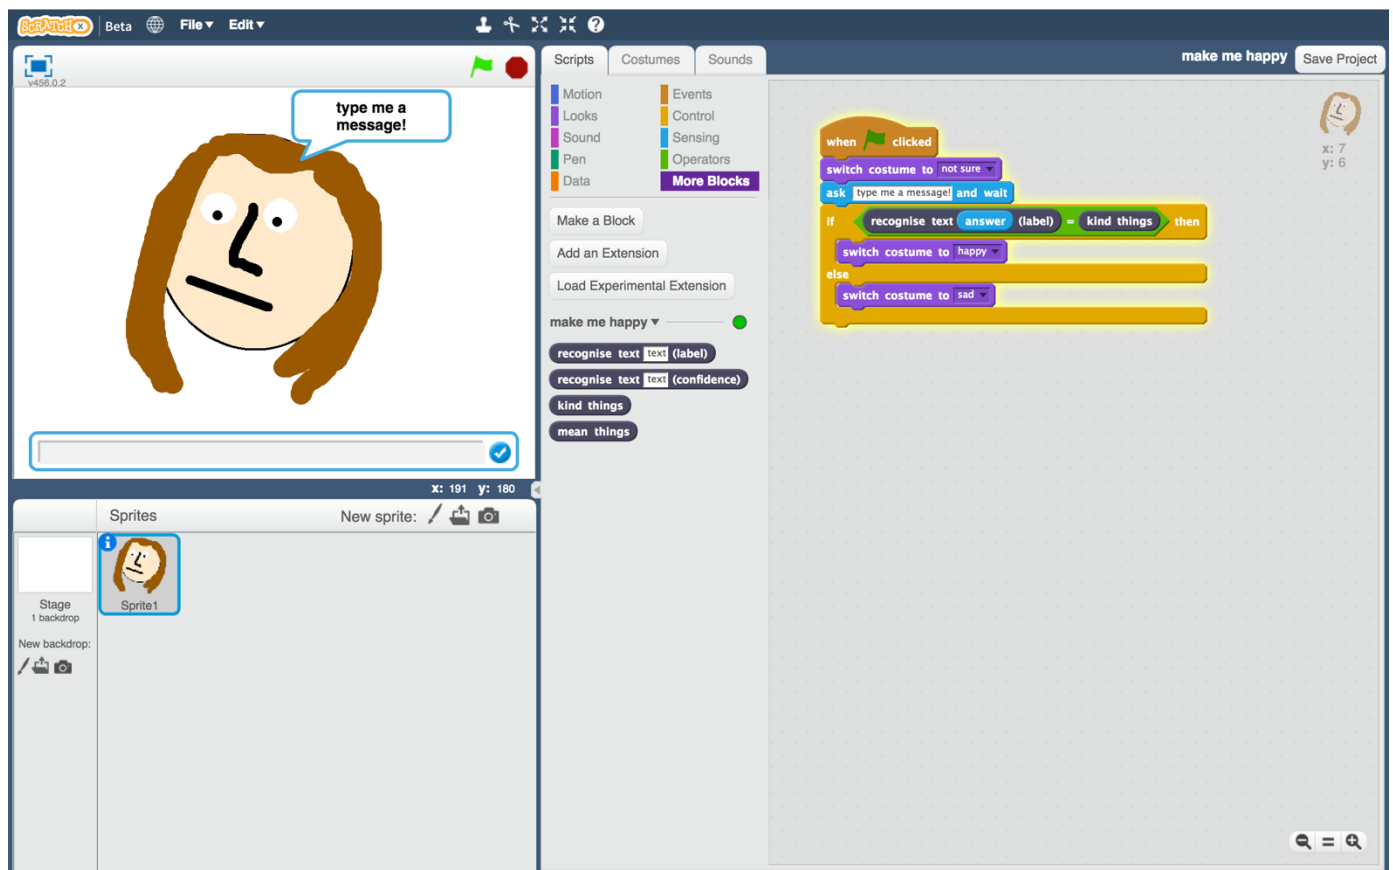 SCRATCHX Beta File Edit
v456.0.2
type me a
message!
x: 191 y: 180
Sprites New sprite:
Stage
1 backdrop
New backdrop:
Sprite1
Scripts Costumes Sounds
make me happy Save Project
Motion Events
Looks Control
Sound Sensing
Pen Operators
Data More Blocks
Make a Block
Add an Extension
Load Experimental Extension
make me happy
recognise text text (label)
recognise text text (confidence)
kind things
mean things
when clicked
switch costume to not sure
ask type me a message! and wait
if recognise text answer (label) = kind things then
switch costume to happy
else
switch costume to sad
x: 7
y: 6